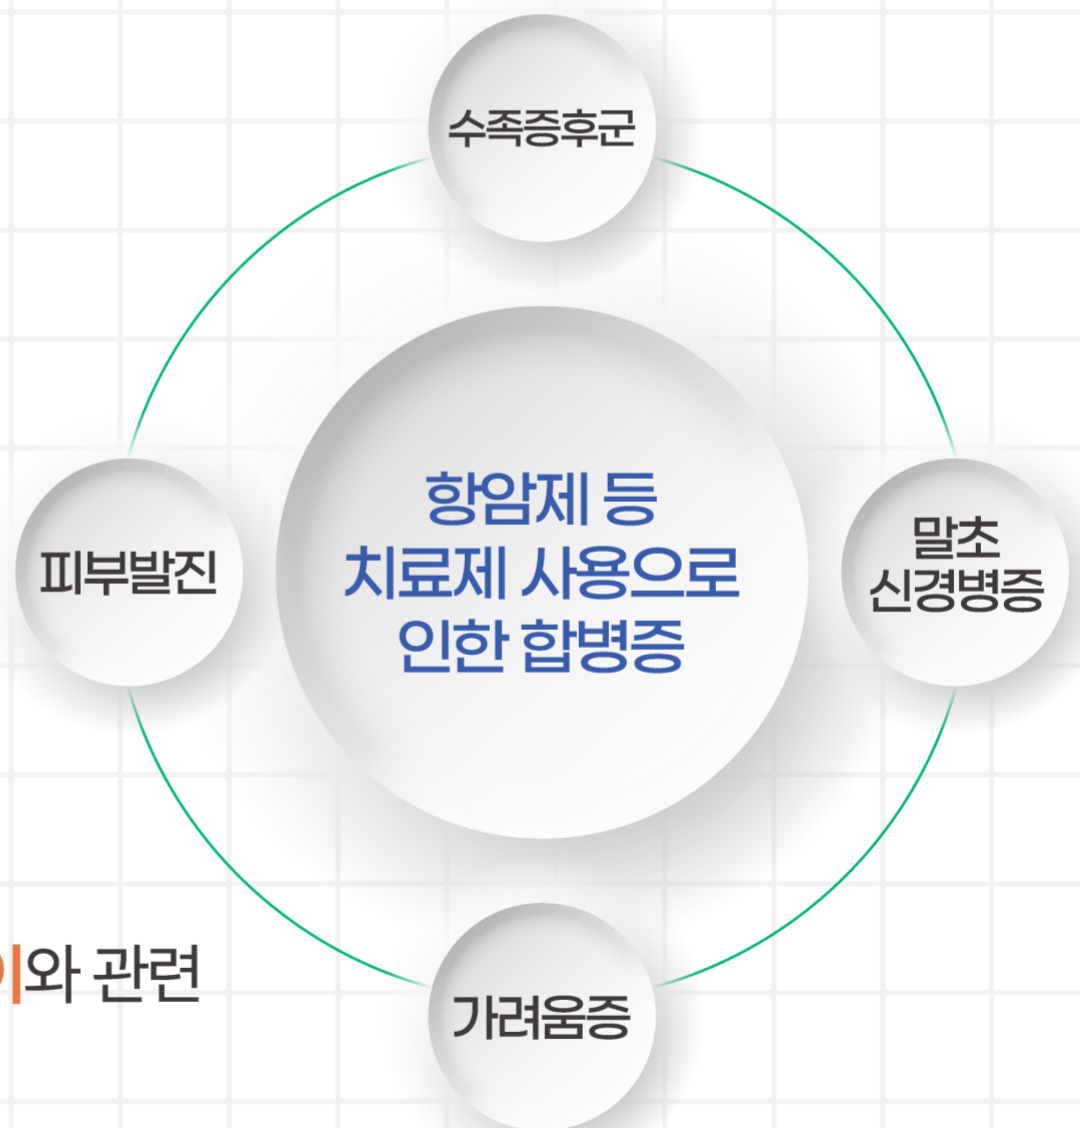 수족증후군
항암제 등
치료제 사용으로
인한 합병증
피부발진
말초
신경병증
와 관련
가려움증